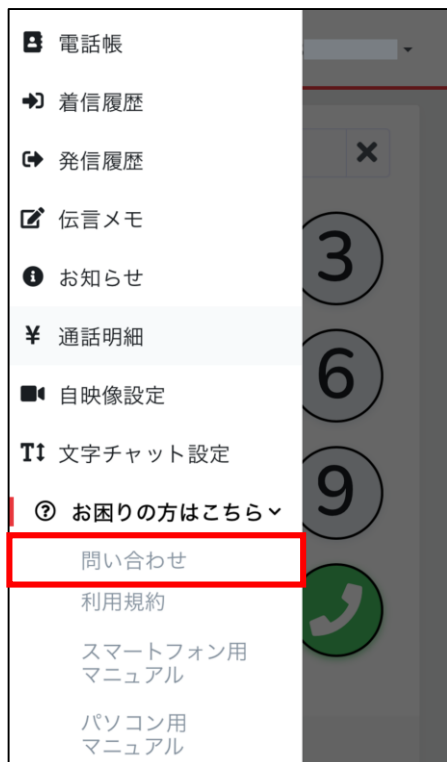 電話帳
着信履歴
発信履歴
伝言メモ
お知らせ
¥ 通話明細
自映像設定
文字チャット設定
お困りの方はこちら
問い合わせ
利用規約
スマートフォン用
マニュアル
パソコン用
マニュアル
3
6
9